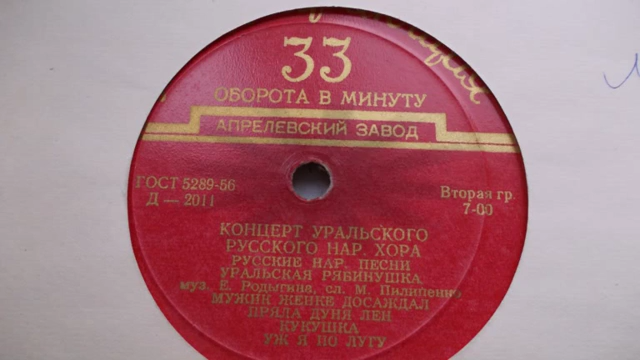 33
ОБОРОТА В МИНУТУ
АПРЕЛЕВСКИЙ ЗАВОД
ГОСТ 5289-56
Д — 2011
Вторая гр.
7-00
КОНЦЕРТ УРАЛЬСКОГО
РУССКОГО НАР. ХОРА
РУССКИЕ НАР. ПЕСНИ
УРАЛЬСКАЯ РЯБИНУШКА
муз. Е. Родыгина, сл. М. Пилипенко
МУЖИК ЖЕНКЕ ДОСАЖДАЛ
ПРЯЛА ДУНЯ ЛЕН
КУКУШКА
УЖ Я ПО ЛУГУ